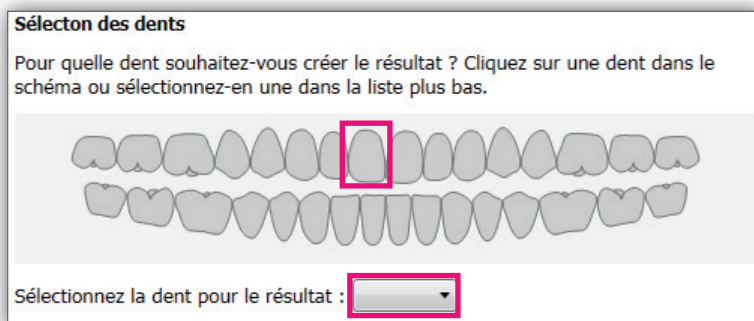 Sélecton des dents
Pour quelle dent souhaitez-vous créer le résultat ? Cliquez sur une dent dans le
schéma ou sélectionnez-en une dans la liste plus bas.
Sélectionnez la dent pour le résultat :